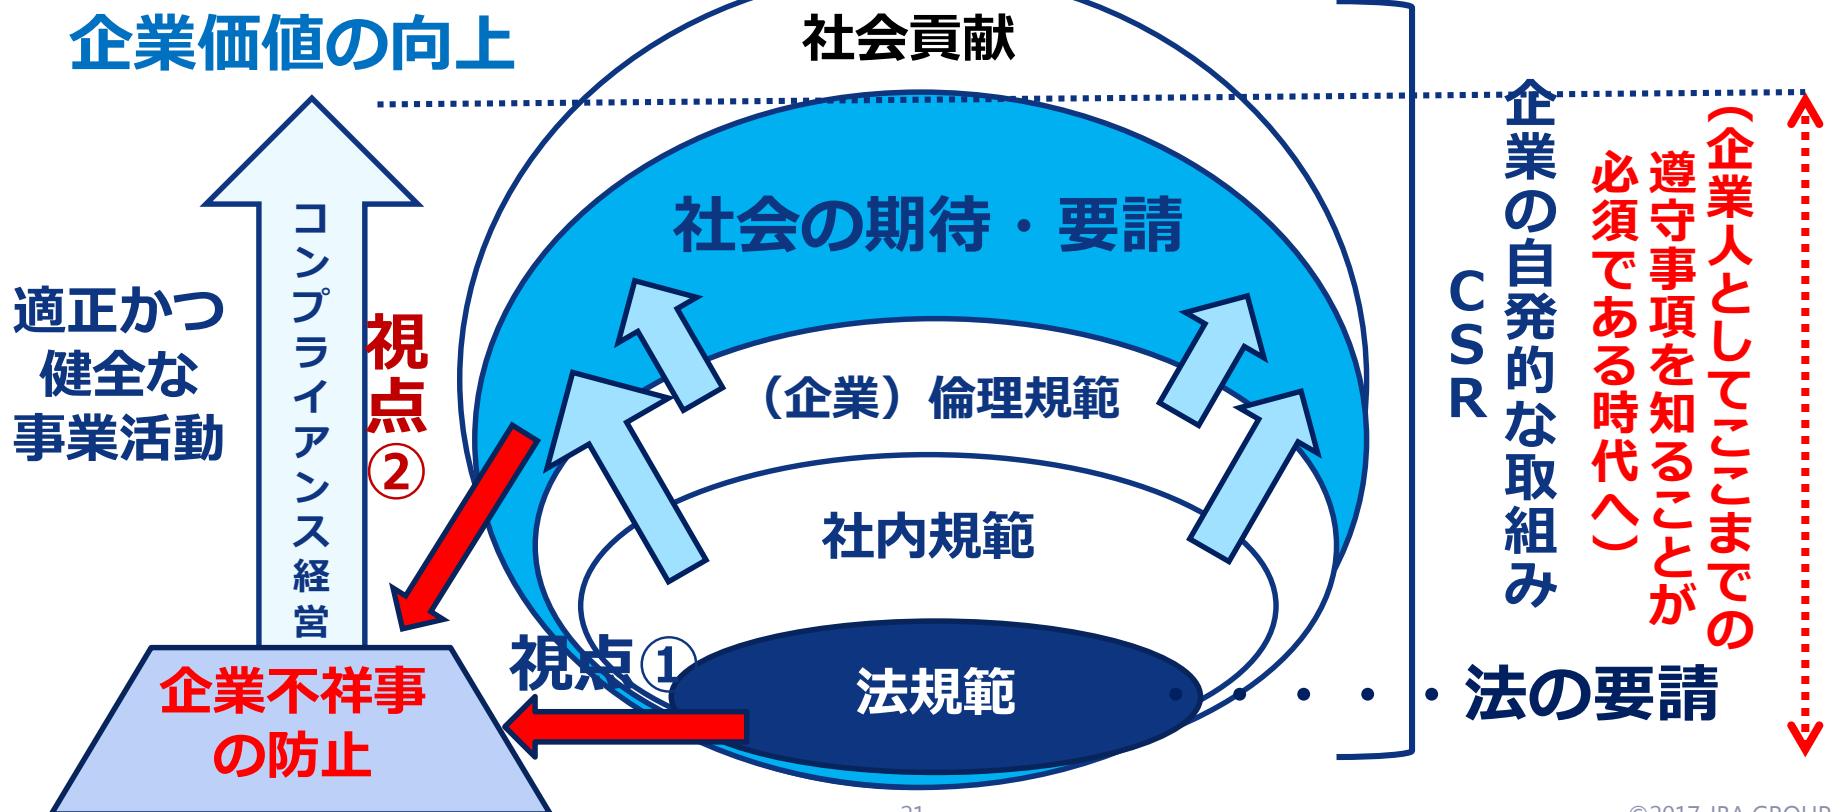 企業価値の向上
社会貢献
社会の期待・要請
コンプライアンス経営
適正かつ
健全な
事業活動
視点②
（企業）倫理規範
社内規範
視点①
法規範
・・・・・法の要請
企業不祥事
の防止
CSR
企業の自発的な取組み
（企業人としてここまでの
遵守事項を知ることが
必須である時代へ）
21
©2017 IBA GROUP